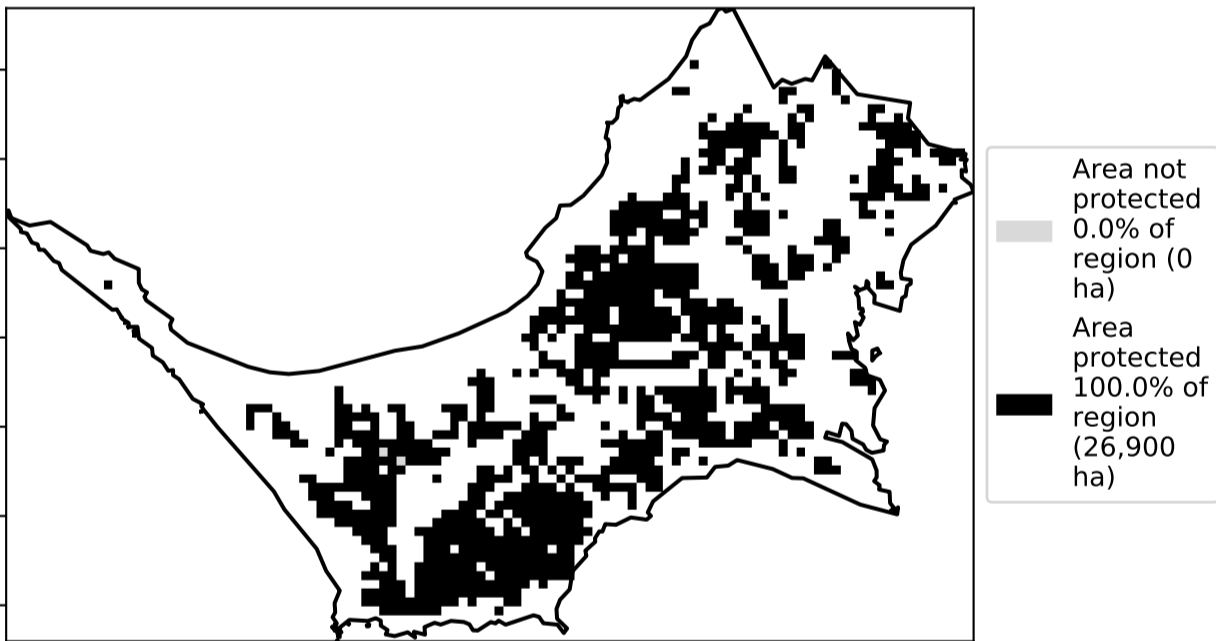 Area not
protected
0.0% of
region (0
ha)
Area
protected
100.0% of
region
(26,900
ha)